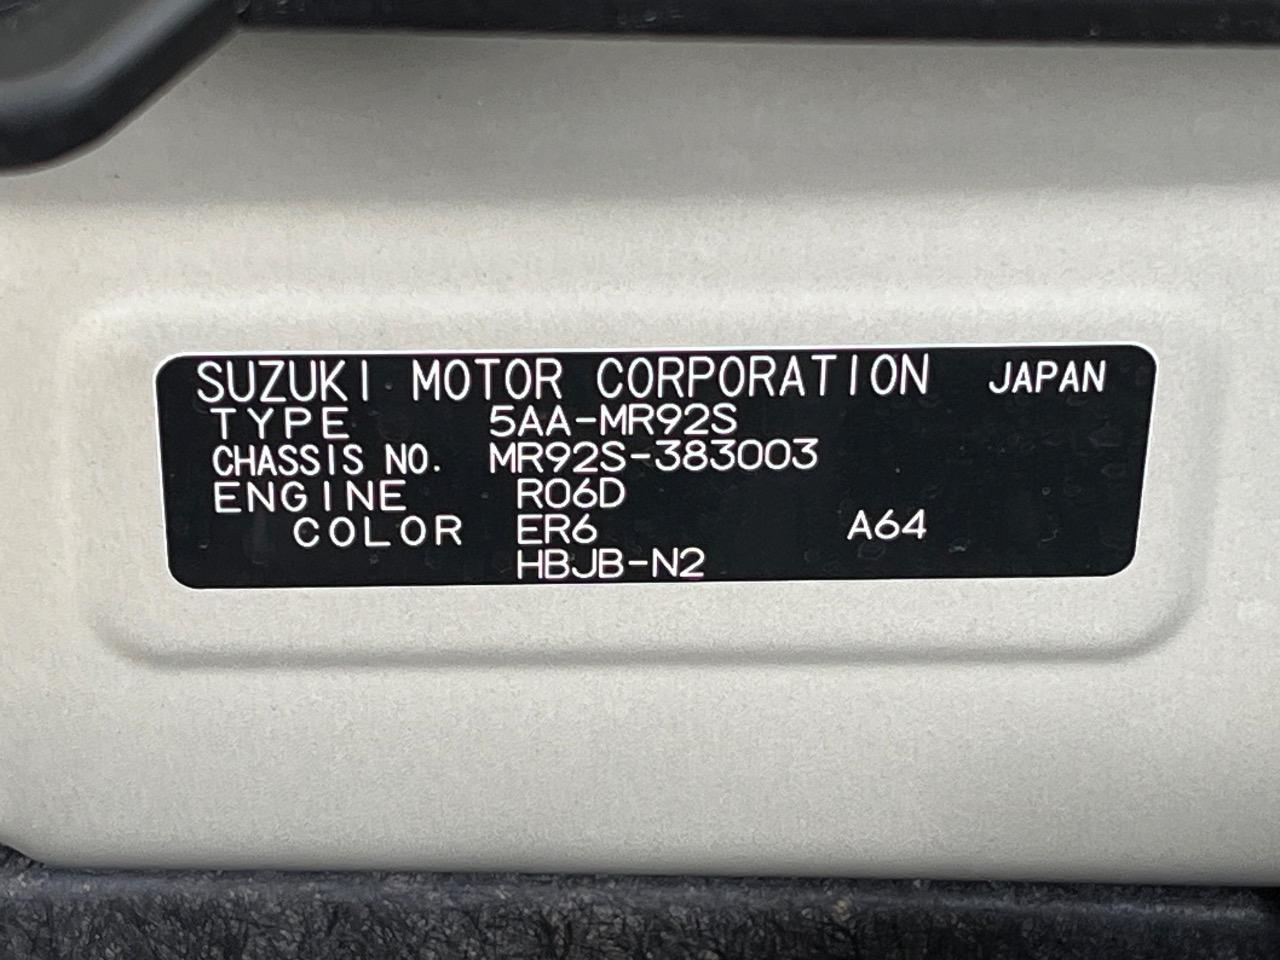 SUZUKI MOTOR CORPORATION JAPAN
TYPE 5AA-MR92S
CHASSIS NO. MR92S-383003
ENGINE R06D
COLOR ER6 A64
HBJB-N2